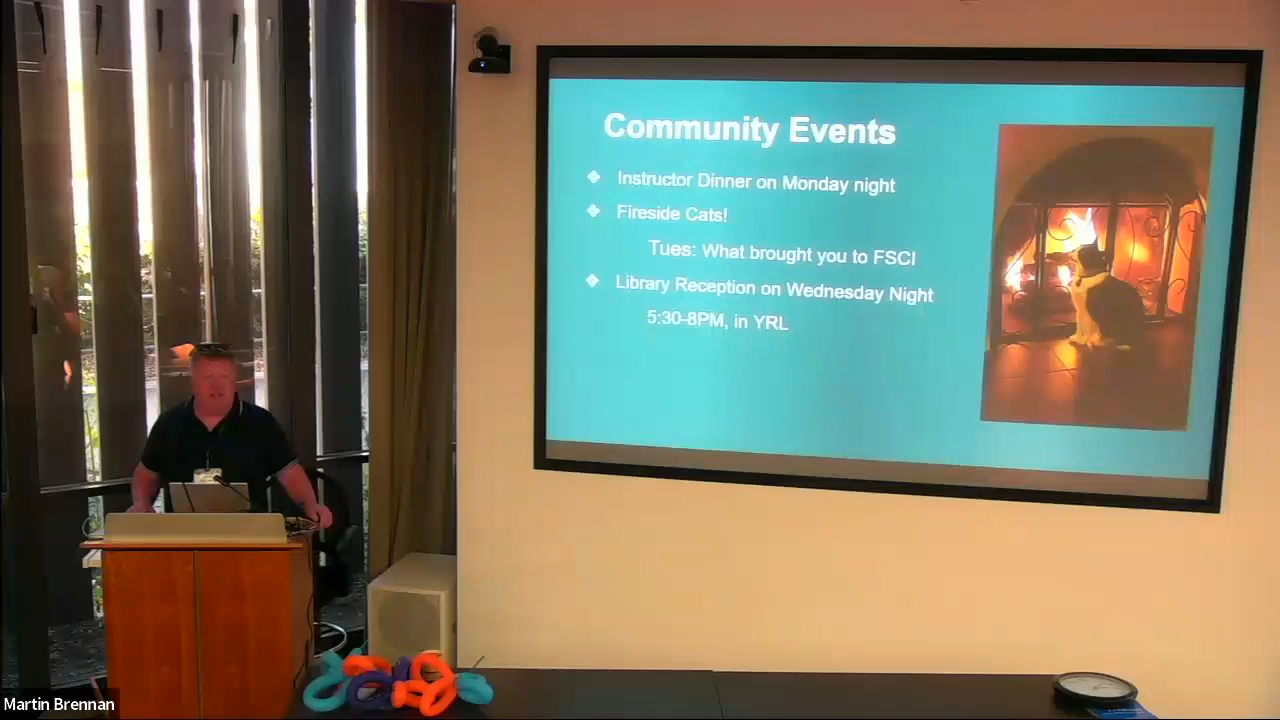 Community Events
❖ Instructor Dinner on Monday night
❖ Fireside Cats!
Tues: What brought you to FSCI
❖ Library Reception on Wednesday Night
5:30-8PM, in YRL
Martin Brennan